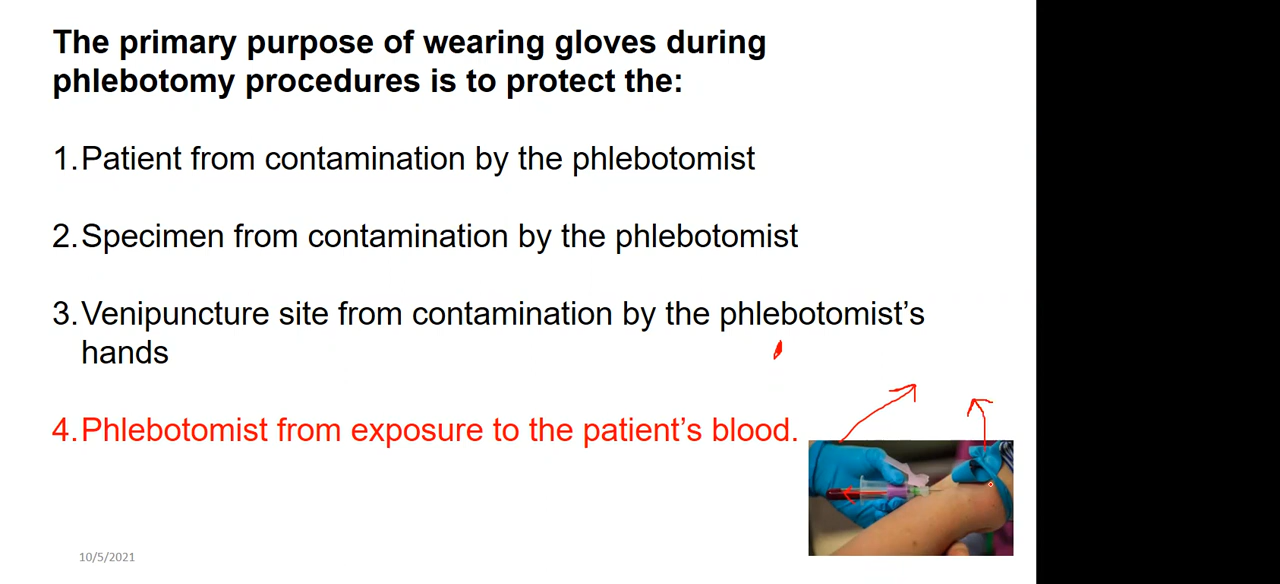 The primary purpose of wearing gloves during
phlebotomy procedures is to protect the:
1.Patient from contamination by the phlebotomist
2.Specimen from contamination by the phlebotomist
3.Venipuncture site from contamination by the phlebotomist’s
hands
4.Phlebotomist from exposure to the patient’s blood.
10/5/2021